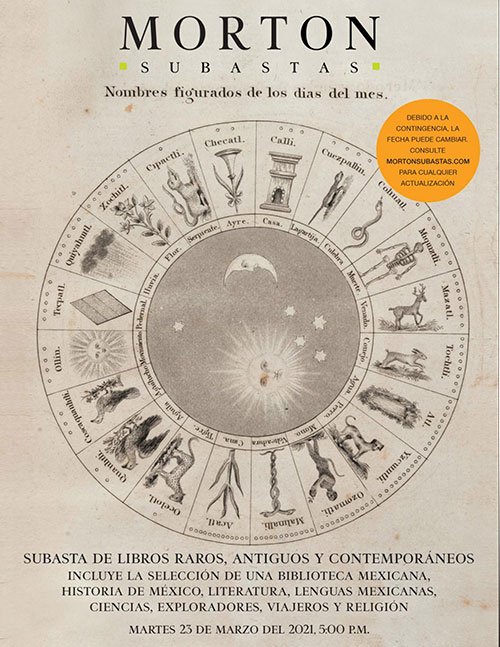 MORTON
SUBASTAS
Nombres figurados de los dias del mes.
DEBIDO A LA
CONTINGENCIA, LA
FECHA PUEDE CAMBIAR.
CONSULTE
MORTONSUBASTAS.COM
PARA CUALQUIER
ACTUALIZACIÓN
Checatl.
Calli.
Cuezpallin.
Cohuatl.
Miquiztli.
Mazatl.
Tochtli.
Atl.
Ytzcuintli.
Ozomatli.
Malinalli.
Acatl.
Ocelotl.
Quauhtli.
Cozcaquauhtli.
Ollin.
Tecpatl.
Quiyahuitl.
Xochitl.
Cipactli.
Ayre.
Casa.
Lagartija.
Culebra.
Muerte.
Venado.
Conejo.
Agua.
Perro.
Mono.
Caña.
Tigre.
Aguila.
Movimiento
Pedernal.
Lluvia.
Flor.
Serpiente.
SUBASTA DE LIBROS RAROS, ANTIGUOS Y CONTEMPORÁNEOS
INCLUYE LA SELECCIÓN DE UNA BIBLIOTECA MEXICANA,
HISTORIA DE MÉXICO, LITERATURA, LENGUAS MEXICANAS,
CIENCIAS, EXPLORADORES, VIAJEROS Y RELIGIÓN
MARTES 23 DE MARZO DEL 2021, 5:00 P.M.